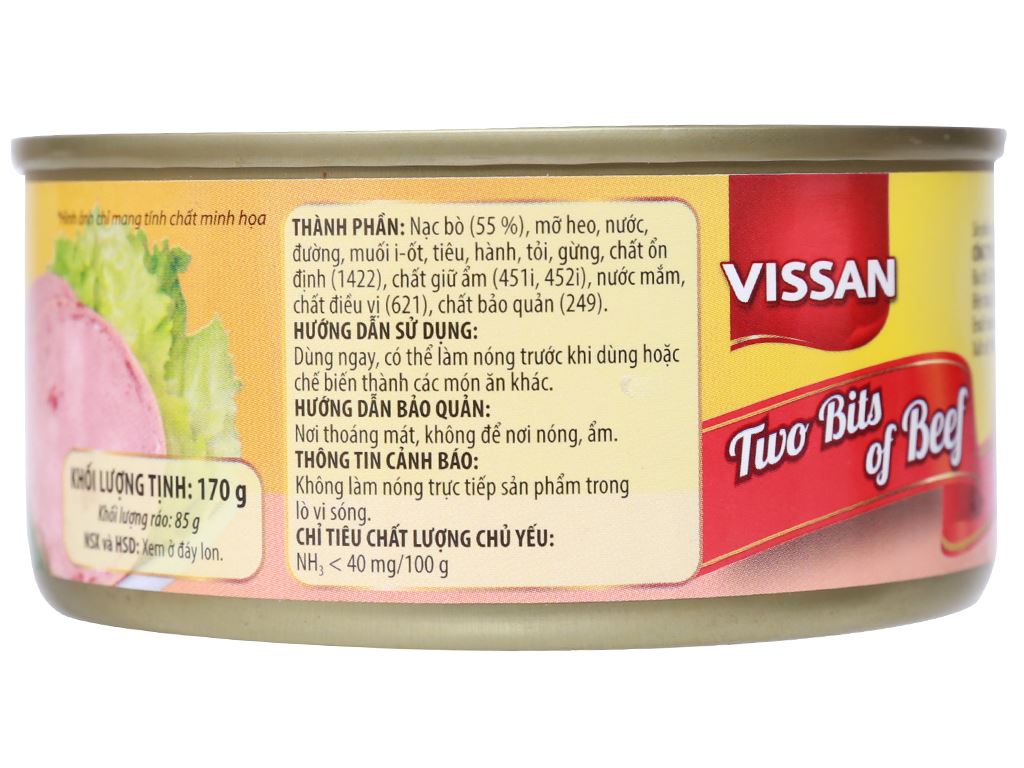 *Hình ảnh chỉ mang tính chất minh họa
THÀNH PHẦN: Nạc bò (55 %), mỡ heo, nước,
đường, muối i-ốt, tiêu, hành, tỏi, gừng, chất ổn
định (1422), chất giữ ẩm (451i, 452i), nước mắm,
chất điều vị (621), chất bảo quản (249).
HƯỚNG DẪN SỬ DỤNG:
Dùng ngay, có thể làm nóng trước khi dùng hoặc
chế biến thành các món ăn khác.
HƯỚNG DẪN BẢO QUẢN:
Nơi thoáng mát, không để nơi nóng, ẩm.
THÔNG TIN CẢNH BÁO:
Không làm nóng trực tiếp sản phẩm trong
lò vi sóng.
CHỈ TIÊU CHẤT LƯỢNG CHỦ YẾU:
NH₃ < 40 mg/100 g
KHỐI LƯỢNG TỊNH: 170 g
Khối lượng ráo: 85 g
NSX và HSD: Xem ở đáy lon.
VISSAN
Two Bits
of Beef